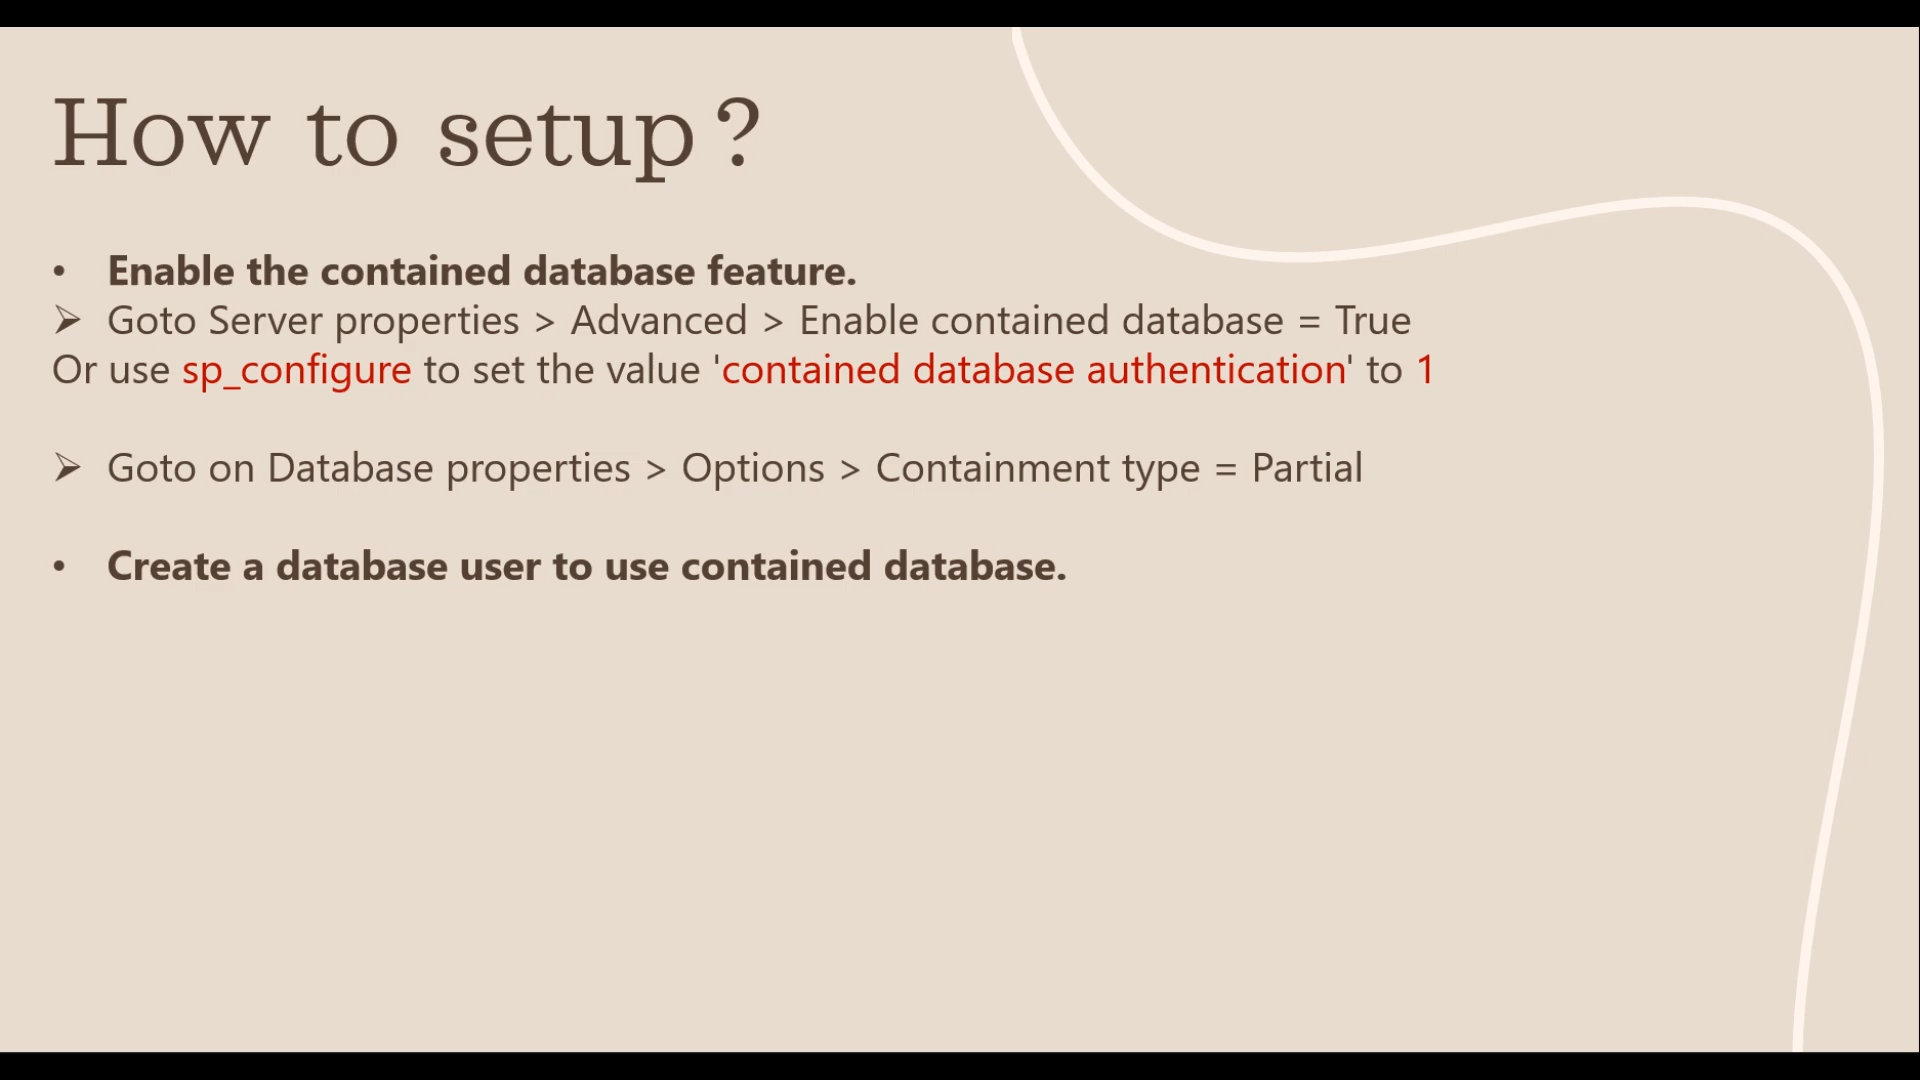 How to setup ?
• Enable the contained database feature.
➢ Goto Server properties > Advanced > Enable contained database = True
Or use sp_configure to set the value 'contained database authentication' to 1
➢ Goto on Database properties > Options > Containment type = Partial
• Create a database user to use contained database.